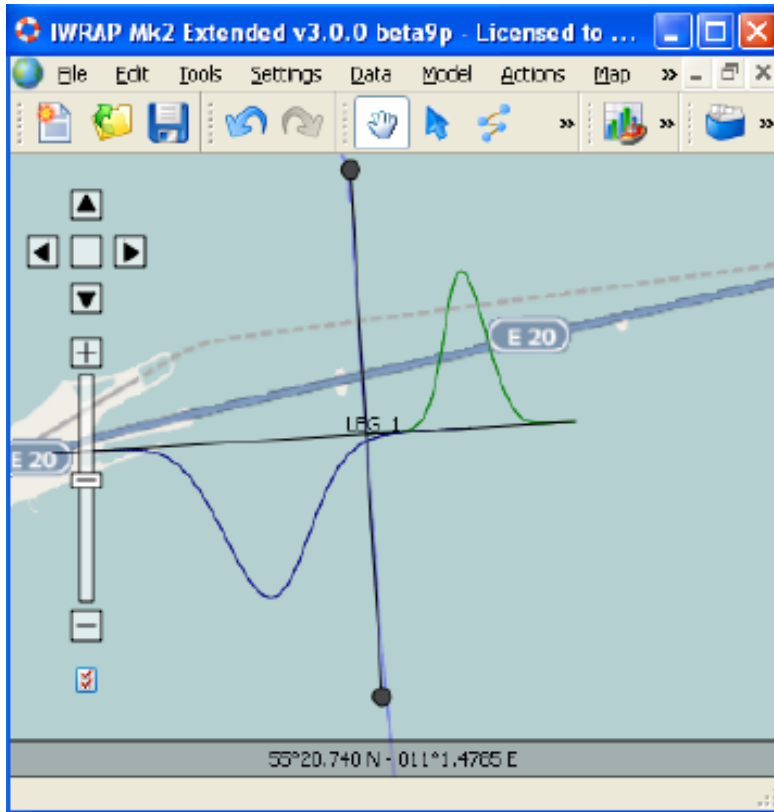 IWRAP Mk2 Extended v3.0.0 beta9p - Licensed to ...
File Edit Tools Settings Data Model Actions Map »
E 20
LEG_1
E 20
55°20.740 N - 011°1.4785 E